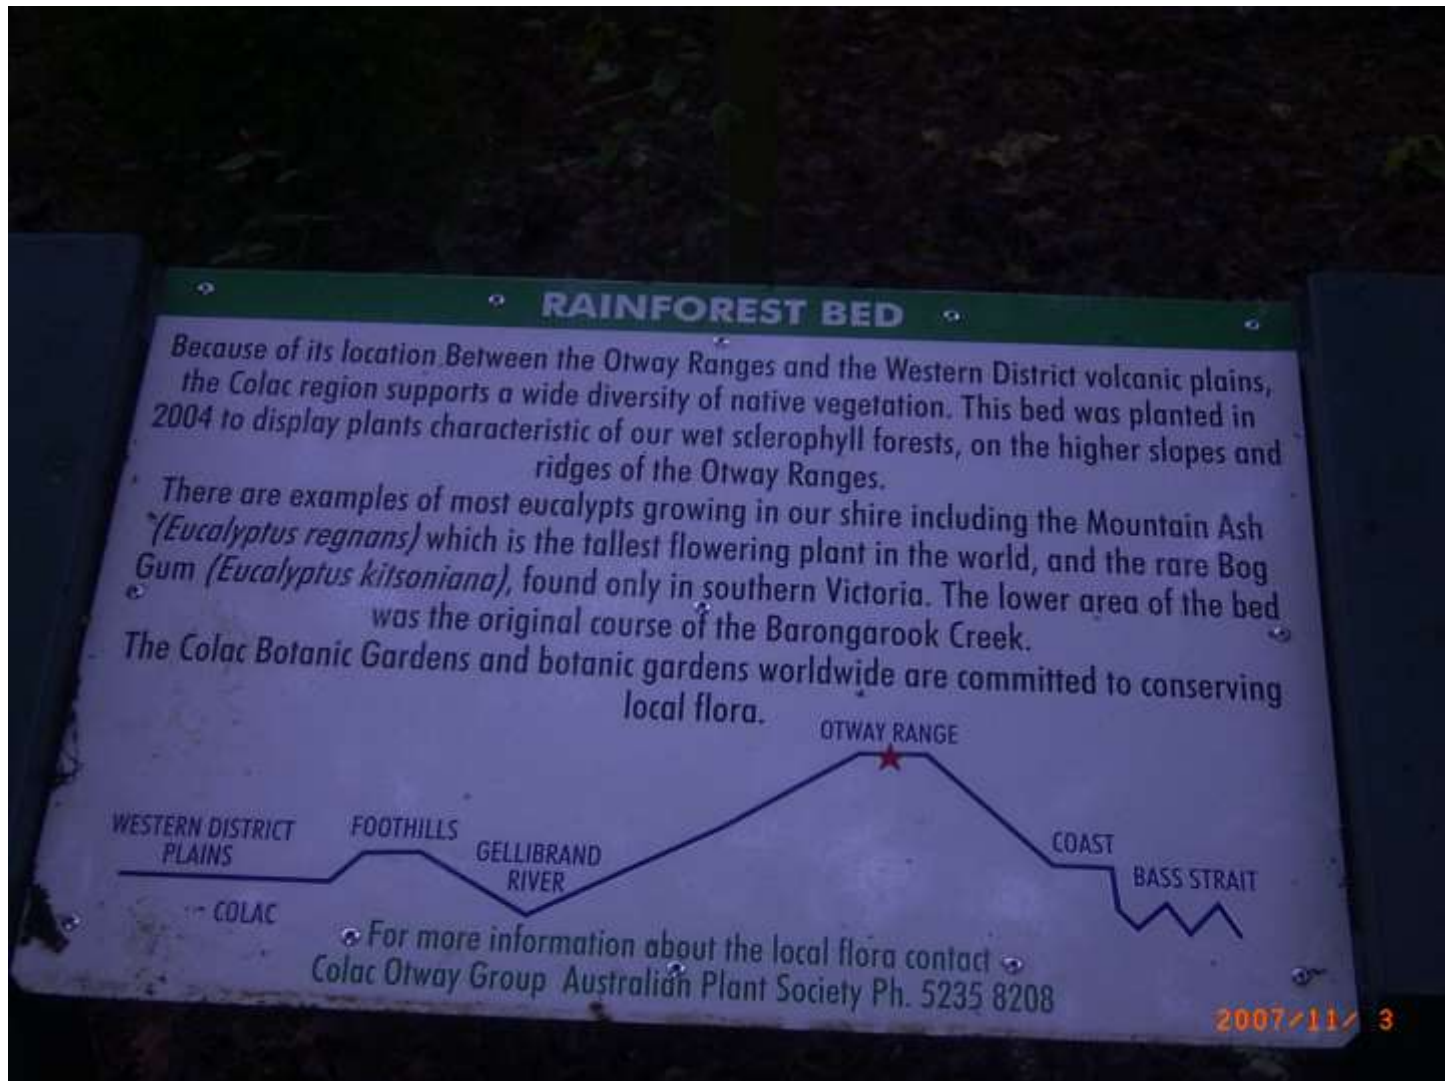 RAINFOREST BED
Because of its location Between the Otway Ranges and the Western District volcanic plains,
the Colac region supports a wide diversity of native vegetation. This bed was planted in
2004 to display plants characteristic of our wet sclerophyll forests, on the higher slopes and
ridges of the Otway Ranges.
There are examples of most eucalypts growing in our shire including the Mountain Ash
(Eucalyptus regnans) which is the tallest flowering plant in the world, and the rare Bog
Gum (Eucalyptus kitsoniana), found only in southern Victoria. The lower area of the bed
was the original course of the Barongarook Creek.
The Colac Botanic Gardens and botanic gardens worldwide are committed to conserving
local flora.
OTWAY RANGE
WESTERN DISTRICT
PLAINS
FOOTHILLS
GELLIBRAND
RIVER
COAST
BASS STRAIT
COLAC
For more information about the local flora contact
Colac Otway Group Australian Plant Society Ph. 5235 8208
2007/11/ 3